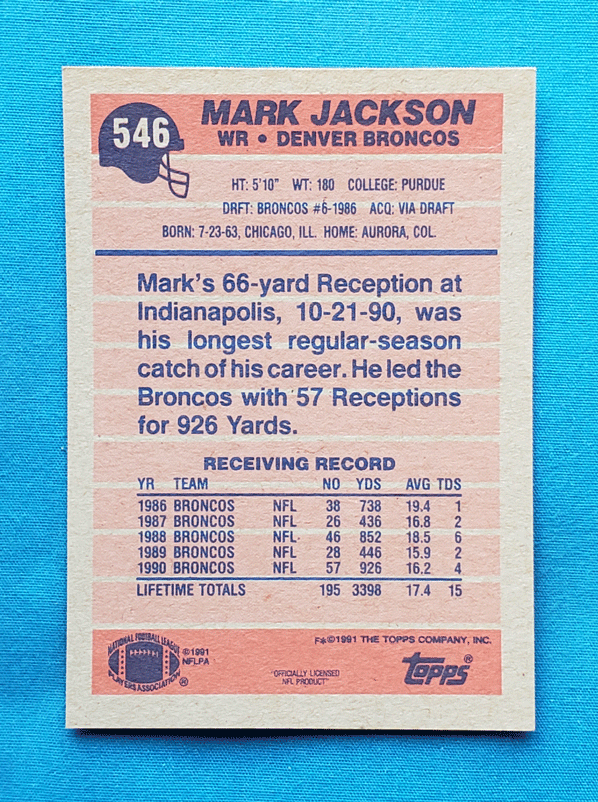 546
MARK JACKSON
WR • DENVER BRONCOS
HT: 5'10" WT: 180 COLLEGE: PURDUE
DRFT: BRONCOS #6-1986 ACQ: VIA DRAFT
BORN: 7-23-63, CHICAGO, ILL. HOME: AURORA, COL.
Mark's 66-yard Reception at
Indianapolis, 10-21-90, was
his longest regular-season
catch of his career. He led the
Broncos with 57 Receptions
for 926 Yards.
RECEIVING RECORD
YR TEAM NO YDS AVG TDS
1986 BRONCOS NFL 38 738 19.4 1
1987 BRONCOS NFL 26 436 16.8 2
1988 BRONCOS NFL 46 852 18.5 6
1989 BRONCOS NFL 28 446 15.9 2
1990 BRONCOS NFL 57 926 16.2 4
LIFETIME TOTALS 195 3398 17.4 15
NATIONAL FOOTBALL LEAGUE
PLAYERS ASSOCIATION ®
©1991
NFLPA
F*©1991 THE TOPPS COMPANY, INC.
"OFFICIALLY LICENSED
NFL PRODUCT"
topps®